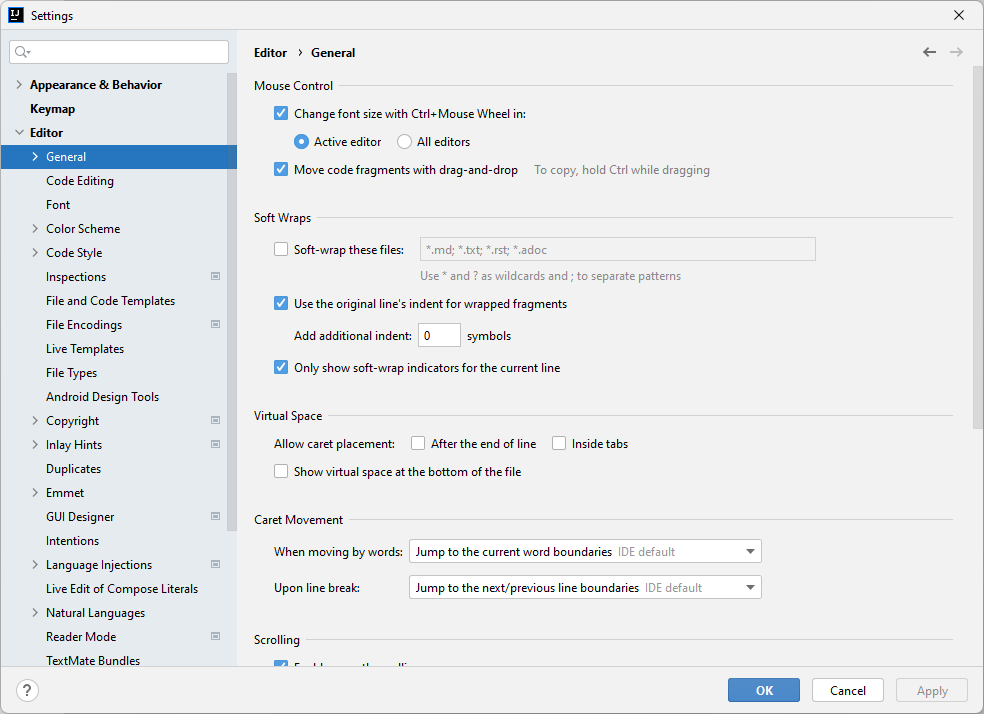 IJ Settings
Editor › General
Appearance & Behavior
Keymap
Editor
General
Code Editing
Font
Color Scheme
Code Style
Inspections
File and Code Templates
File Encodings
Live Templates
File Types
Android Design Tools
Copyright
Inlay Hints
Duplicates
Emmet
GUI Designer
Intentions
Language Injections
Live Edit of Compose Literals
Natural Languages
Reader Mode
TextMate Bundles
Mouse Control
Change font size with Ctrl+Mouse Wheel in:
Active editor All editors
Move code fragments with drag-and-drop To copy, hold Ctrl while dragging
Soft Wraps
Soft-wrap these files: *.md; *.txt; *.rst; *.adoc
Use * and ? as wildcards and ; to separate patterns
Use the original line's indent for wrapped fragments
Add additional indent: 0 symbols
Only show soft-wrap indicators for the current line
Virtual Space
Allow caret placement: After the end of line Inside tabs
Show virtual space at the bottom of the file
Caret Movement
When moving by words: Jump to the current word boundaries IDE default
Upon line break: Jump to the next/previous line boundaries IDE default
Scrolling
? OK Cancel Apply